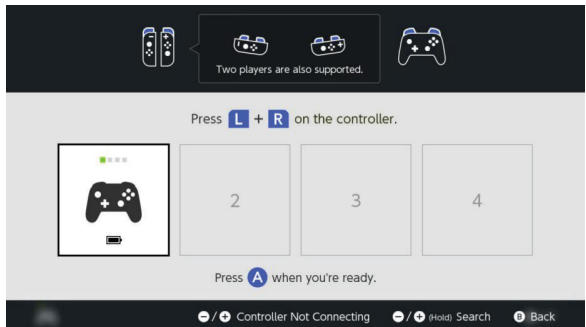 Two players are also supported.
Press L + R on the controller.
2 3 4
Press A when you're ready.
-/+ Controller Not Connecting -/+ (Hold) Search B Back